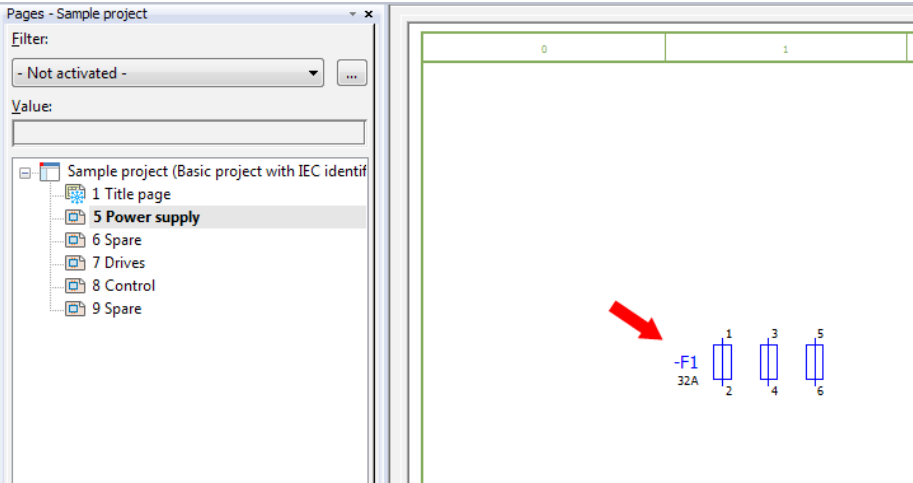 Pages - Sample project
Filter:
- Not activated -
...
Value:
Sample project (Basic project with IEC identif
1 Title page
5 Power supply
6 Spare
7 Drives
8 Control
9 Spare
0 1
1 3 5
-F1
32A
2 4 6